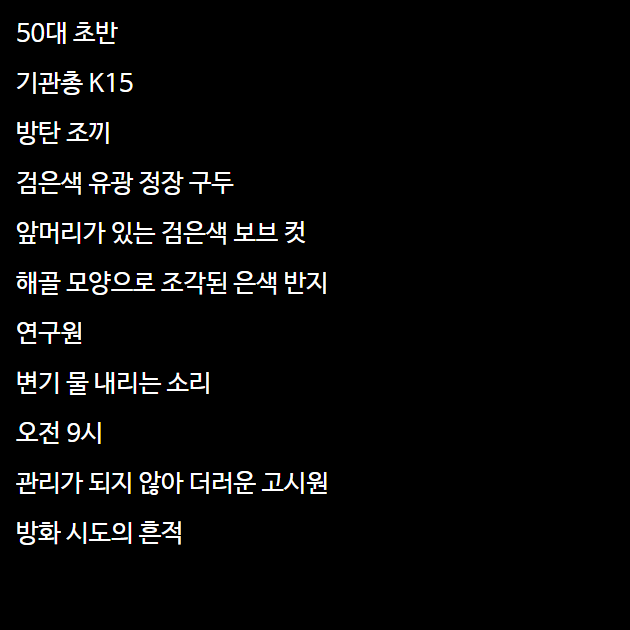 50대 초반
기관총 K15
방탄 조끼
검은색 유광 정장 구두
앞머리가 있는 검은색 보브 컷
해골 모양으로 조각된 은색 반지
연구원
변기 물 내리는 소리
오전 9시
관리가 되지 않아 더러운 고시원
방화 시도의 흔적